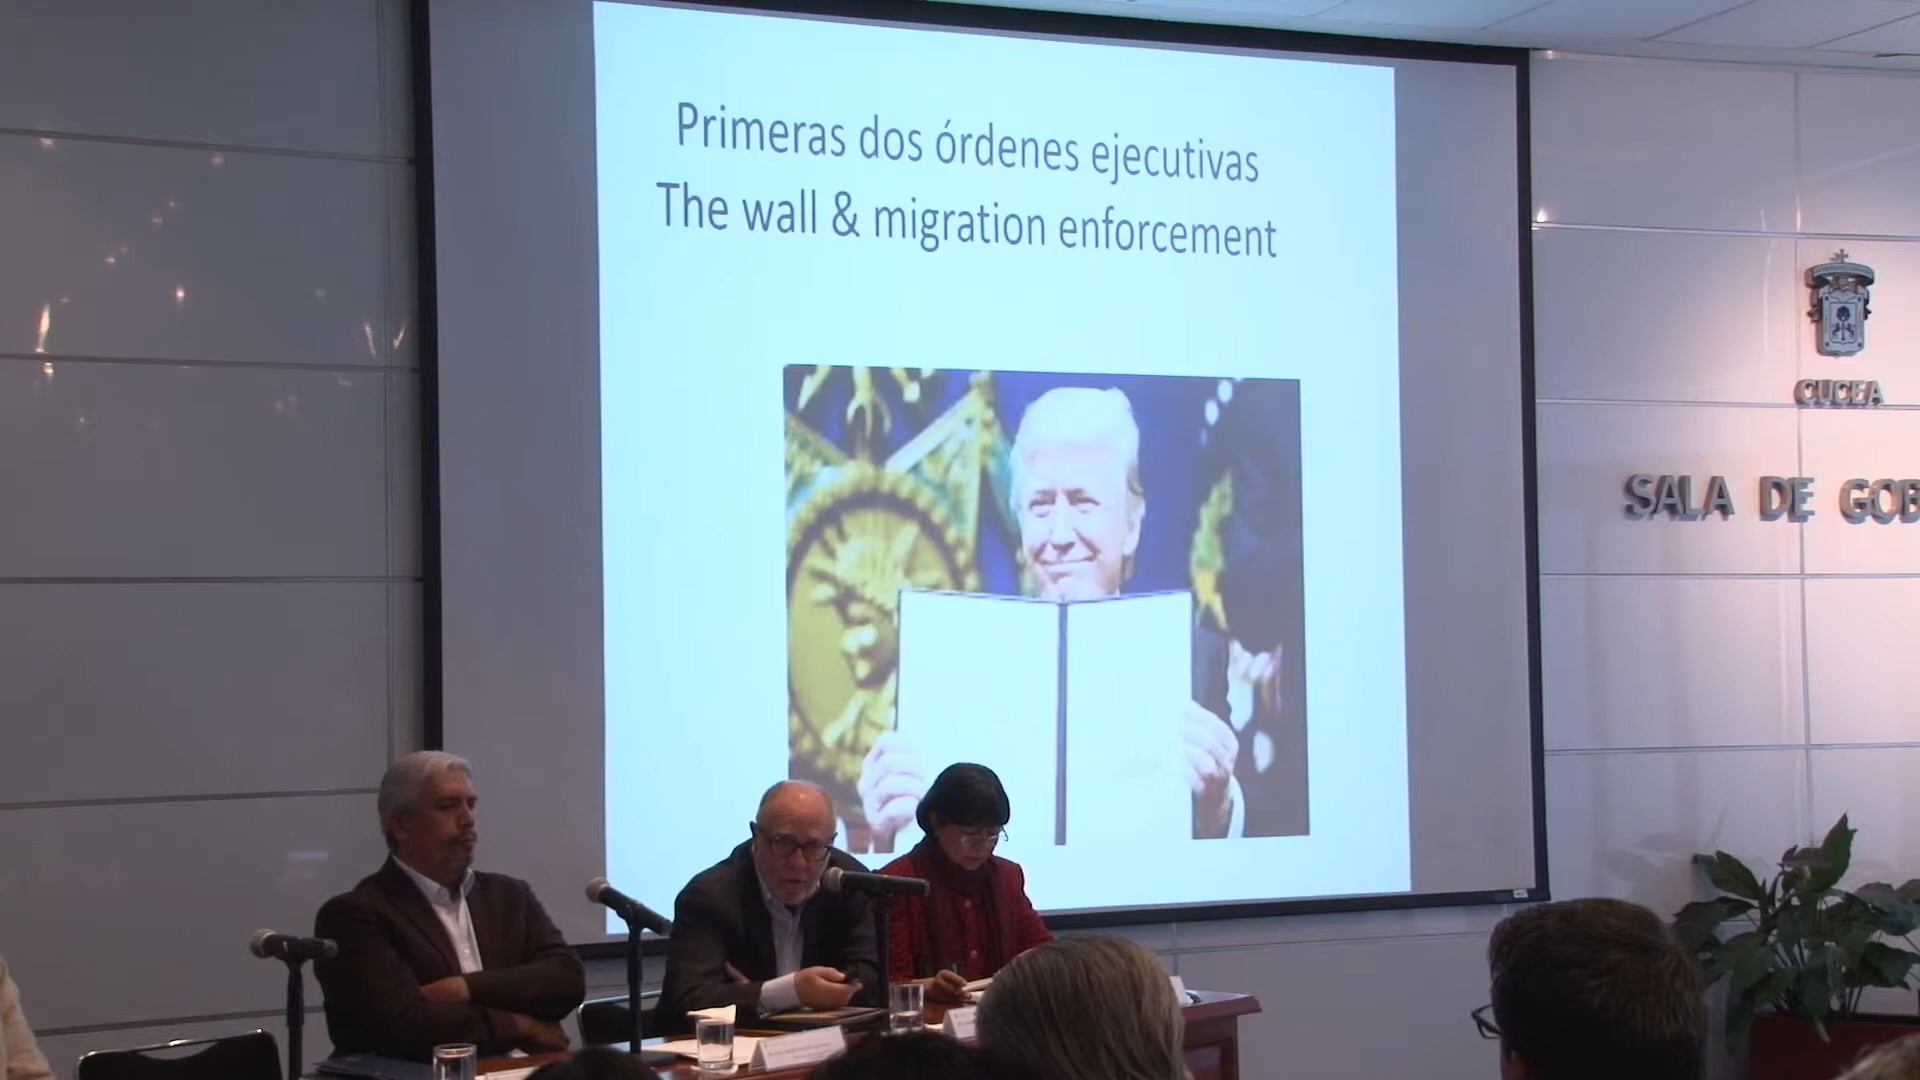 Primeras dos órdenes ejecutivas
The wall & migration enforcement
CUCEA
SALA DE GOB